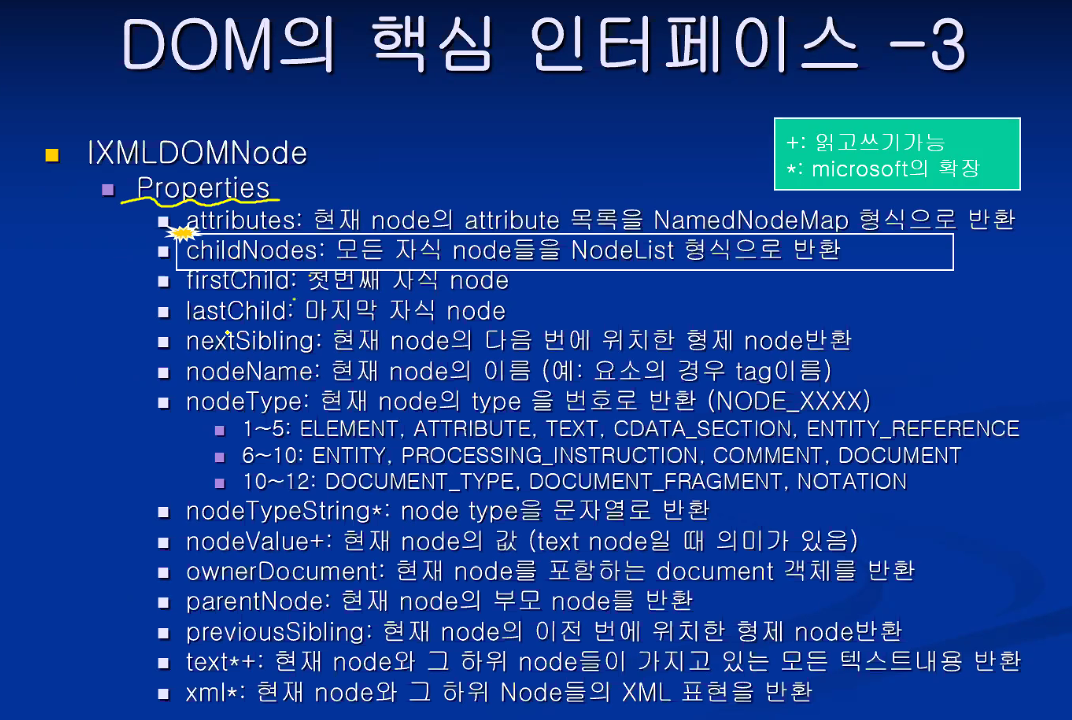 DOM의 핵심 인터페이스 -3
+: 읽고쓰기가능
*: microsoft의 확장
IXMLDOMNode
Properties
attributes: 현재 node의 attribute 목록을 NamedNodeMap 형식으로 반환
childNodes: 모든 자식 node들을 NodeList 형식으로 반환
firstChild: 첫번째 자식 node
lastChild: 마지막 자식 node
nextSibling: 현재 node의 다음 번에 위치한 형제 node반환
nodeName: 현재 node의 이름 (예: 요소의 경우 tag이름)
nodeType: 현재 node의 type 을 번호로 반환 (NODE_XXXX)
1~5: ELEMENT, ATTRIBUTE, TEXT, CDATA_SECTION, ENTITY_REFERENCE
6~10: ENTITY, PROCESSING_INSTRUCTION, COMMENT, DOCUMENT
10~12: DOCUMENT_TYPE, DOCUMENT_FRAGMENT, NOTATION
nodeTypeString*: node type을 문자열로 반환
nodeValue+: 현재 node의 값 (text node일 때 의미가 있음)
ownerDocument: 현재 node를 포함하는 document 객체를 반환
parentNode: 현재 node의 부모 node를 반환
previousSibling: 현재 node의 이전 번에 위치한 형제 node반환
text*+: 현재 node와 그 하위 node들이 가지고 있는 모든 텍스트내용 반환
xml*: 현재 node와 그 하위 Node들의 XML 표현을 반환